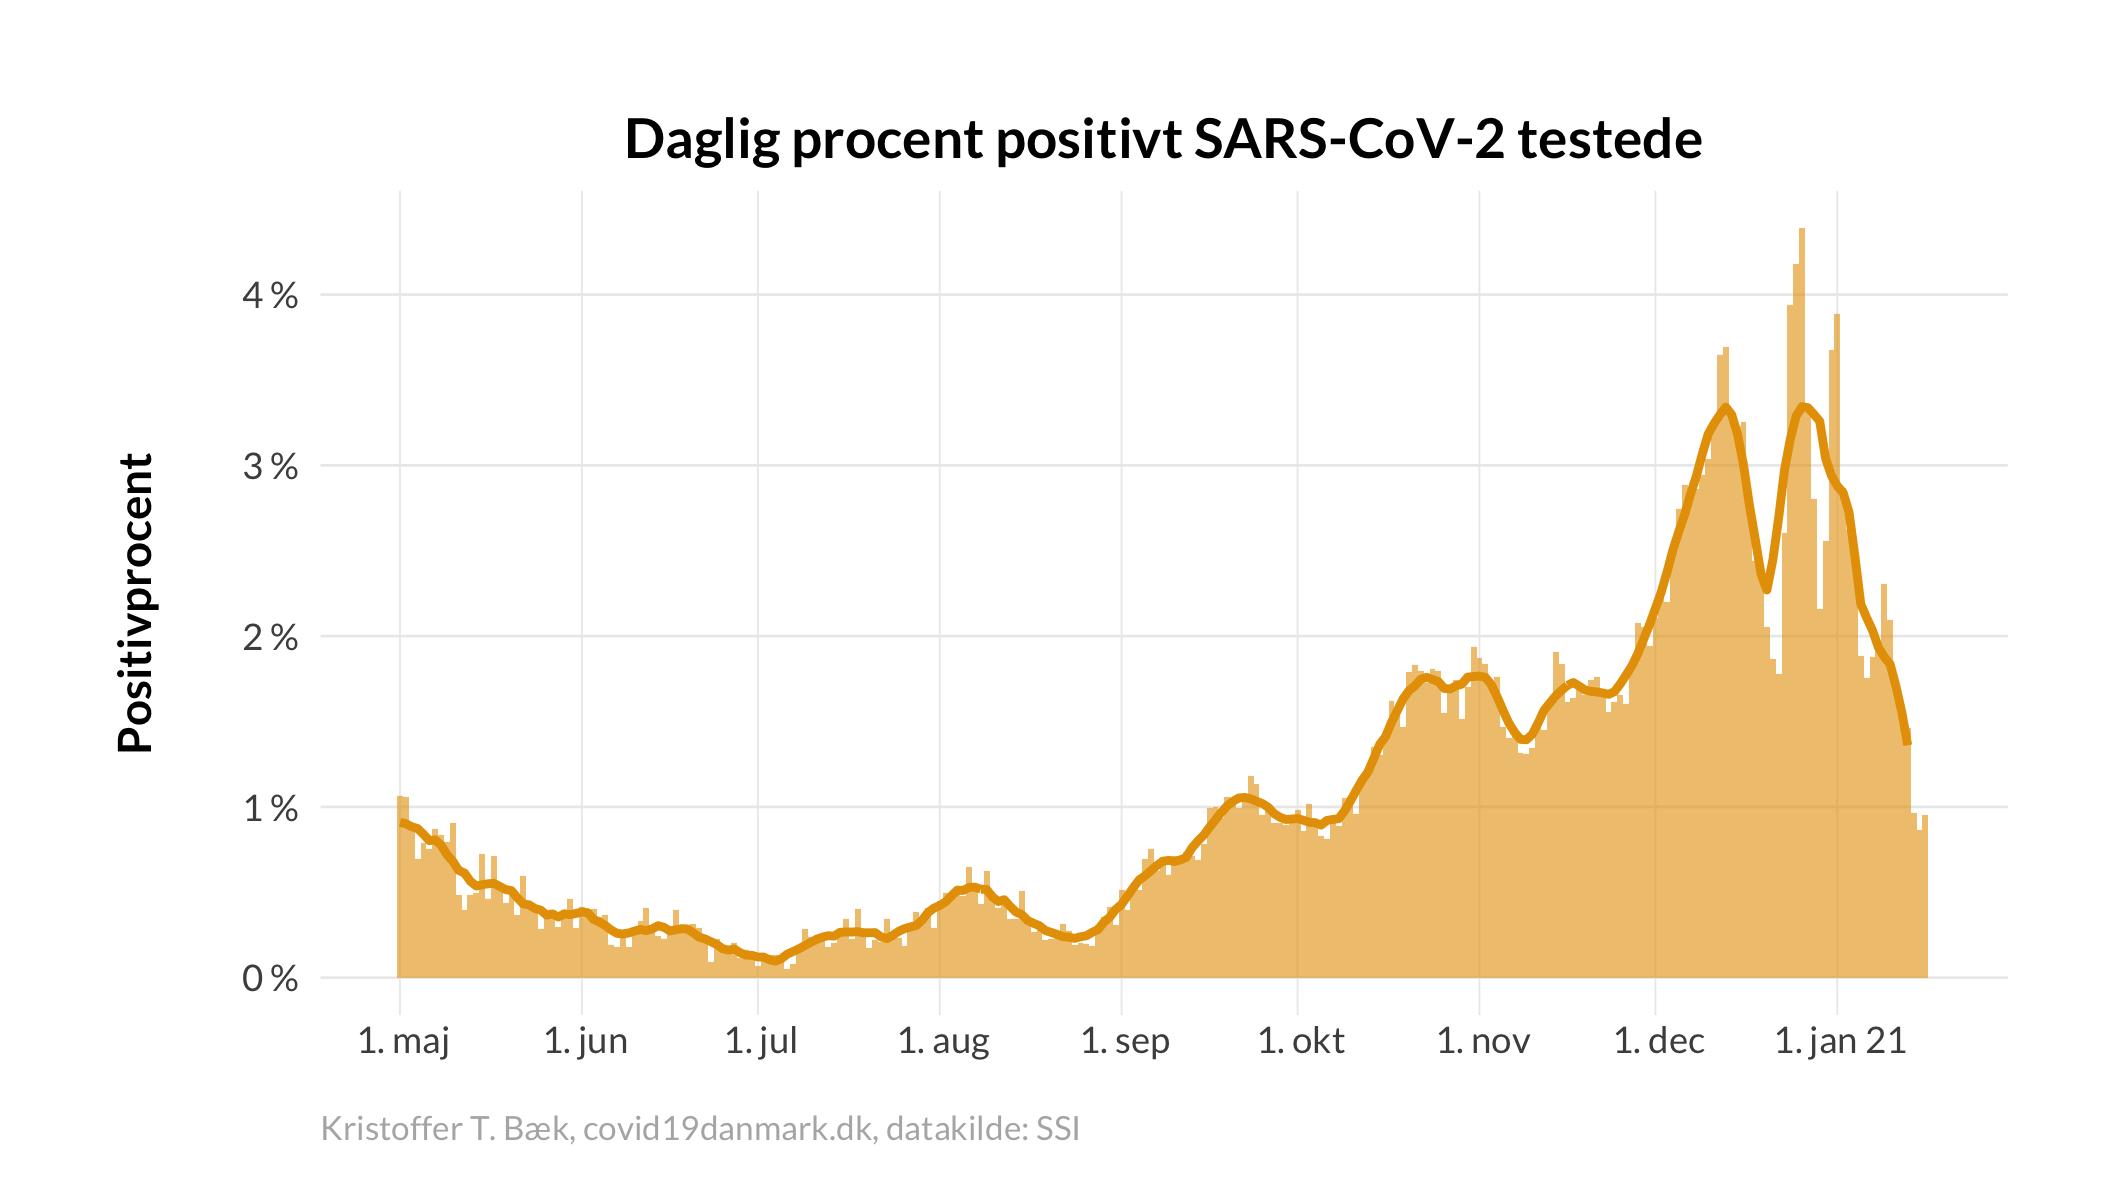 Daglig procent positivt SARS-CoV-2 testede
Positivprocent
4 %
3 %
2 %
1 %
0 %
1. maj 1. jun 1. jul 1. aug 1. sep 1. okt 1. nov 1. dec 1. jan 21
Kristoffer T. Bæk, covid19danmark.dk, datakilde: SSI